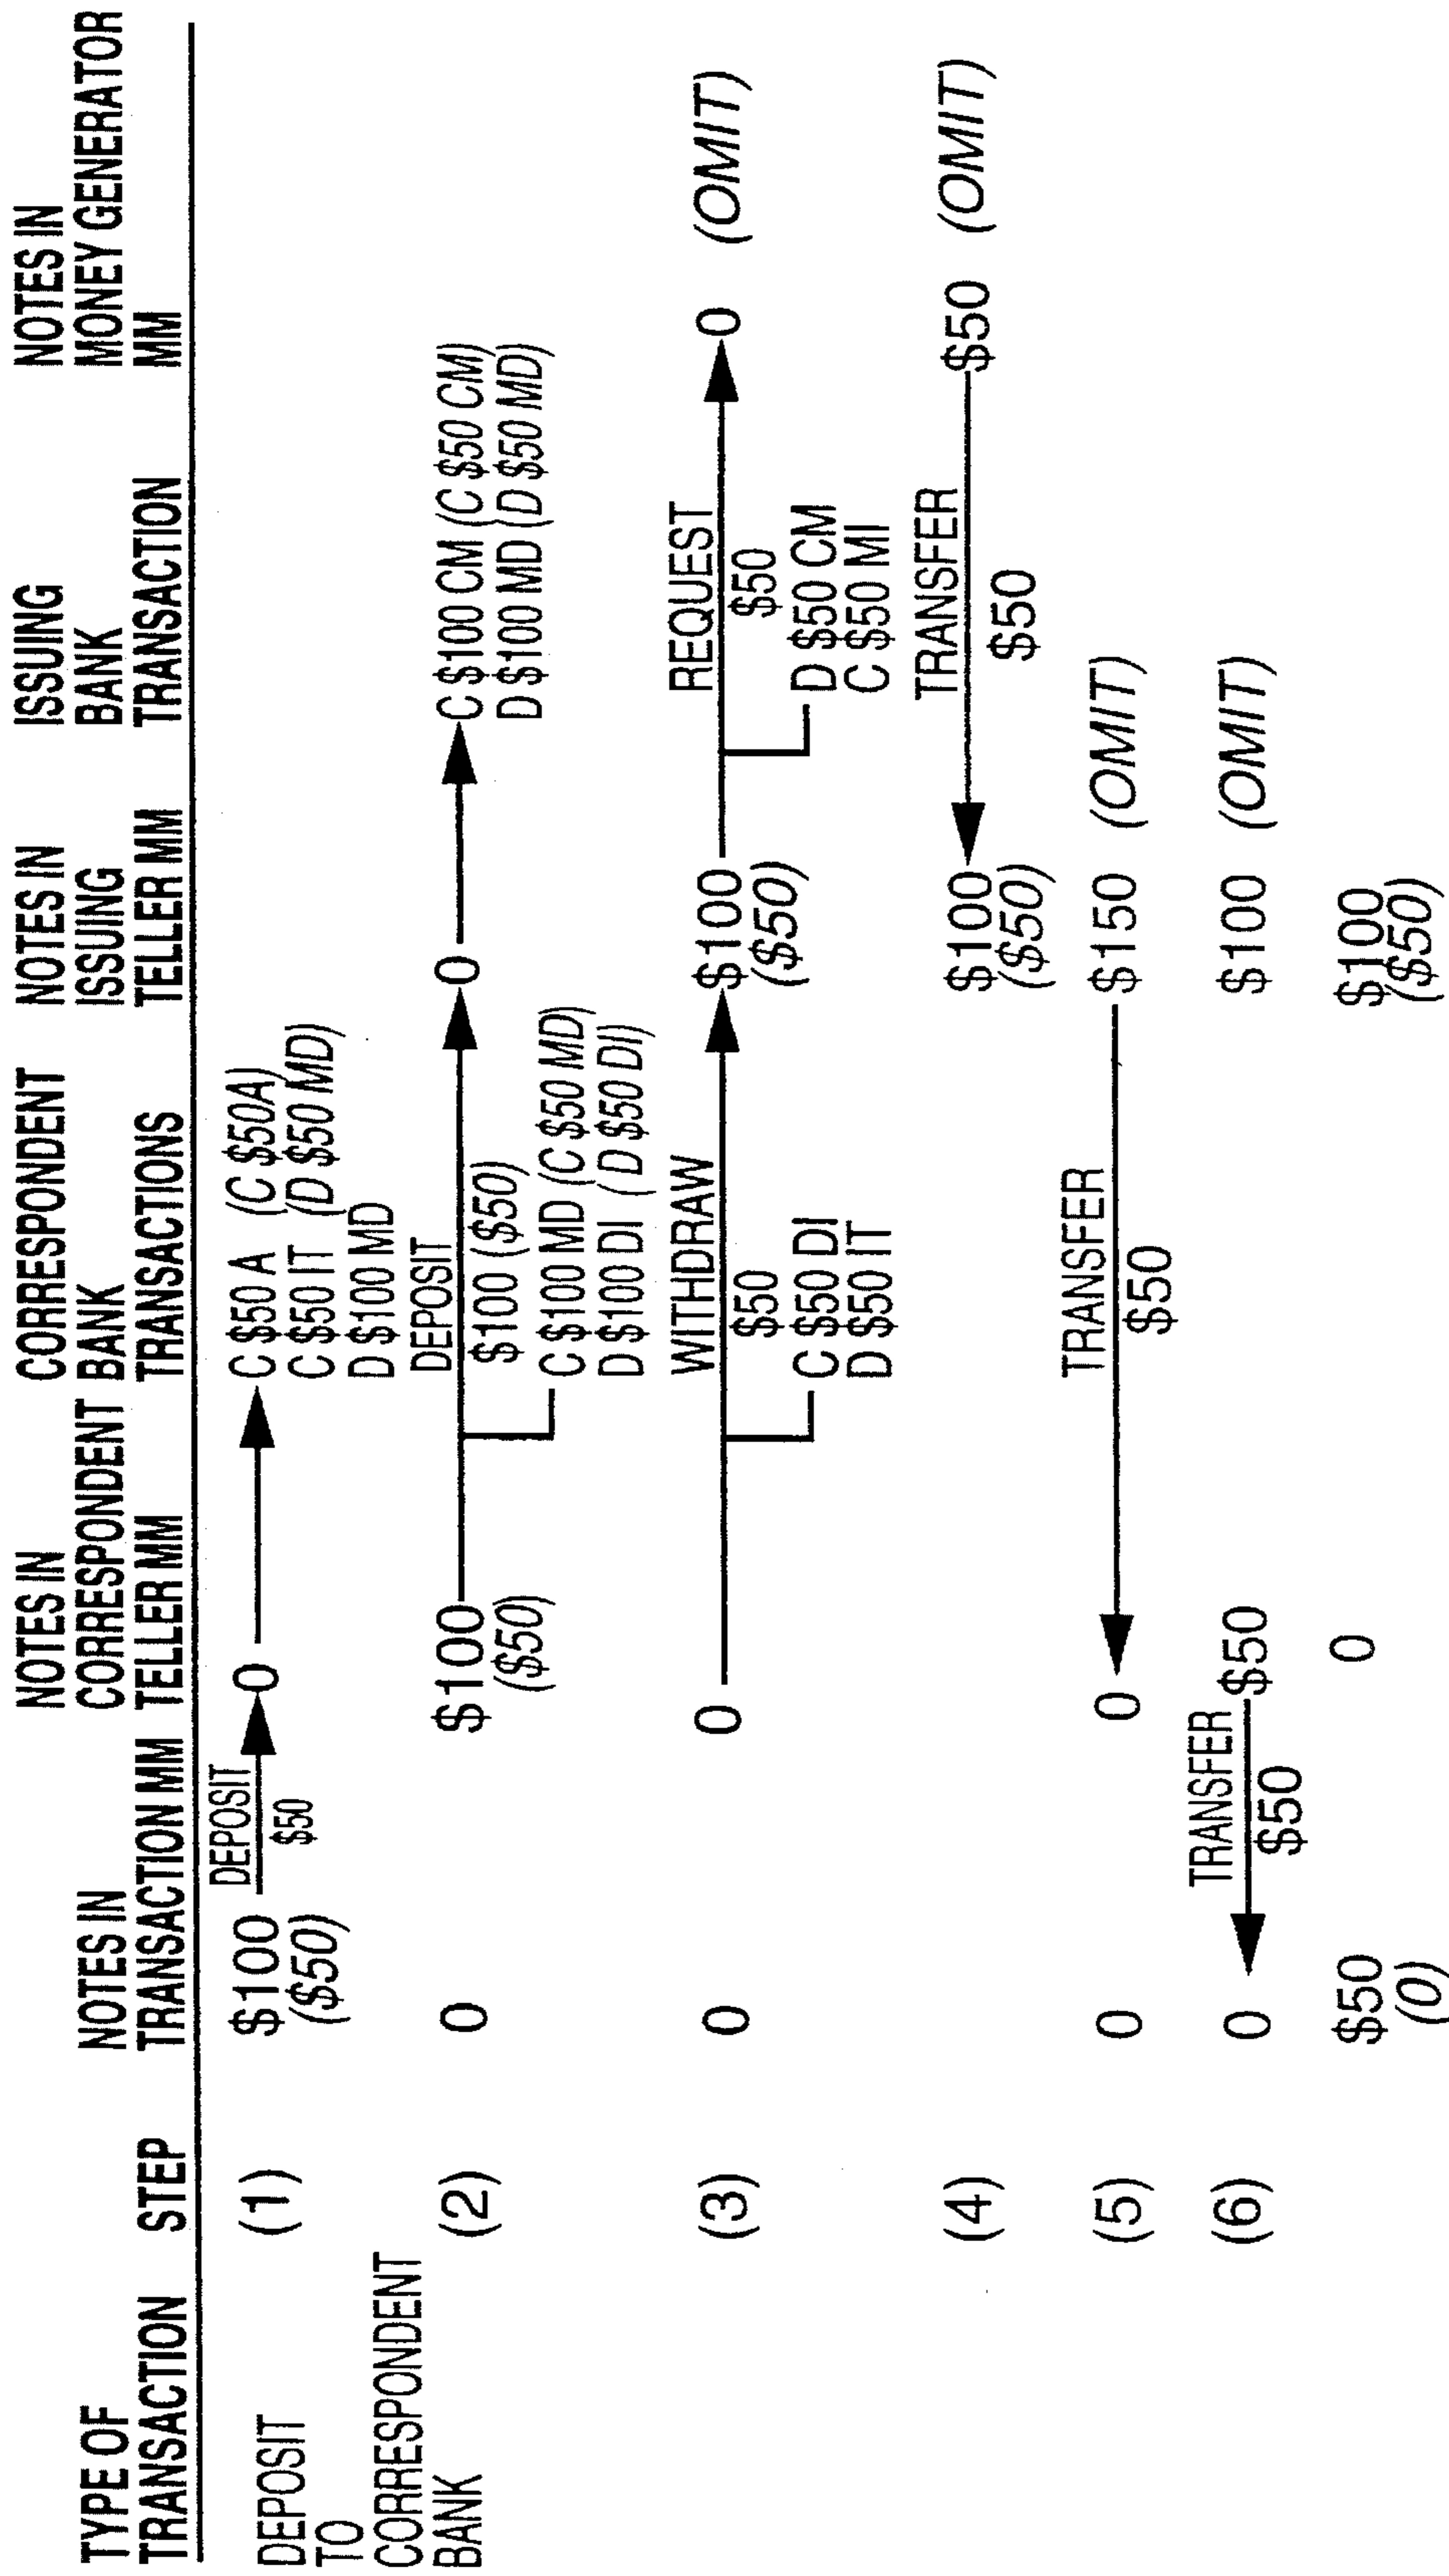 TYPE OF
TRANSACTION
STEP
NOTES IN
TRANSACTION MM
NOTES IN
CORRESPONDENT
TELLER MM
CORRESPONDENT
BANK
TRANSACTIONS
NOTES IN
ISSUING
TELLER MM
ISSUING
BANK
TRANSACTION
NOTES IN
MONEY GENERATOR
MM
DEPOSIT
TO
CORRESPONDENT
BANK
(1)
$100
($50)
DEPOSIT
$50
0
C $50 A (C $50A)
C $50 IT (D $50 MD)
D $100 MD
(2)
0
$100
($50)
DEPOSIT
$100 ($50)
C $100 MD (C $50 MD)
D $100 DI (D $50 DI)
0
C $100 CM (C $50 CM)
D $100 MD (D $50 MD)
(3)
0
0
WITHDRAW
$50
C $50 DI
D $50 IT
$100
($50)
REQUEST
$50
D $50 CM
C $50 MI
0 (OMIT)
(4)
$100
($50)
TRANSFER
$50
$50 (OMIT)
(5)
0
0
TRANSFER
$50
$150 (OMIT)
(6)
0
TRANSFER
$50
$50
$100 (OMIT)
$50
(0)
0
$100
($50)